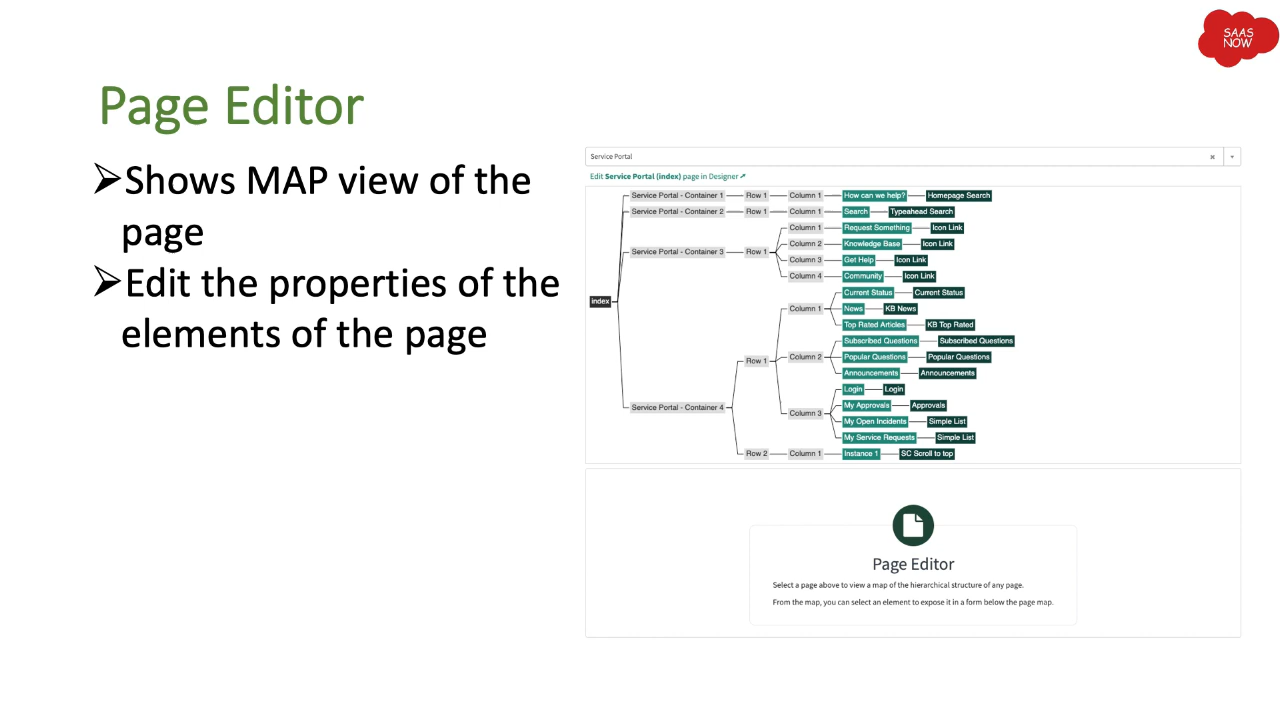 SAAS
NOW
Page Editor
➢Shows MAP view of the
page
➢Edit the properties of the
elements of the page
Service Portal
Edit Service Portal (index) page in Designer
Service Portal - Container 1 Row 1 Column 1 How can we help? Homepage Search
Service Portal - Container 2 Row 1 Column 1 Search Typeahead Search
Column 1 Request Something Icon Link
Column 2 Knowledge Base Icon Link
Service Portal - Container 3 Row 1
Column 3 Get Help Icon Link
Column 4 Community Icon Link
Current Status Current Status
index
Column 1 News KB News
Top Rated Articles KB Top Rated
Subscribed Questions Subscribed Questions
Row 1 Column 2 Popular Questions Popular Questions
Announcements Announcements
Login Login
Service Portal - Container 4 My Approvals Approvals
Column 3
My Open Incidents Simple List
My Service Requests Simple List
Row 2 Column 1 Instance 1 SC Scroll to top
Page Editor
Select a page above to view a map of the hierarchical structure of any page.
From the map, you can select an element to expose it in a form below the page map.